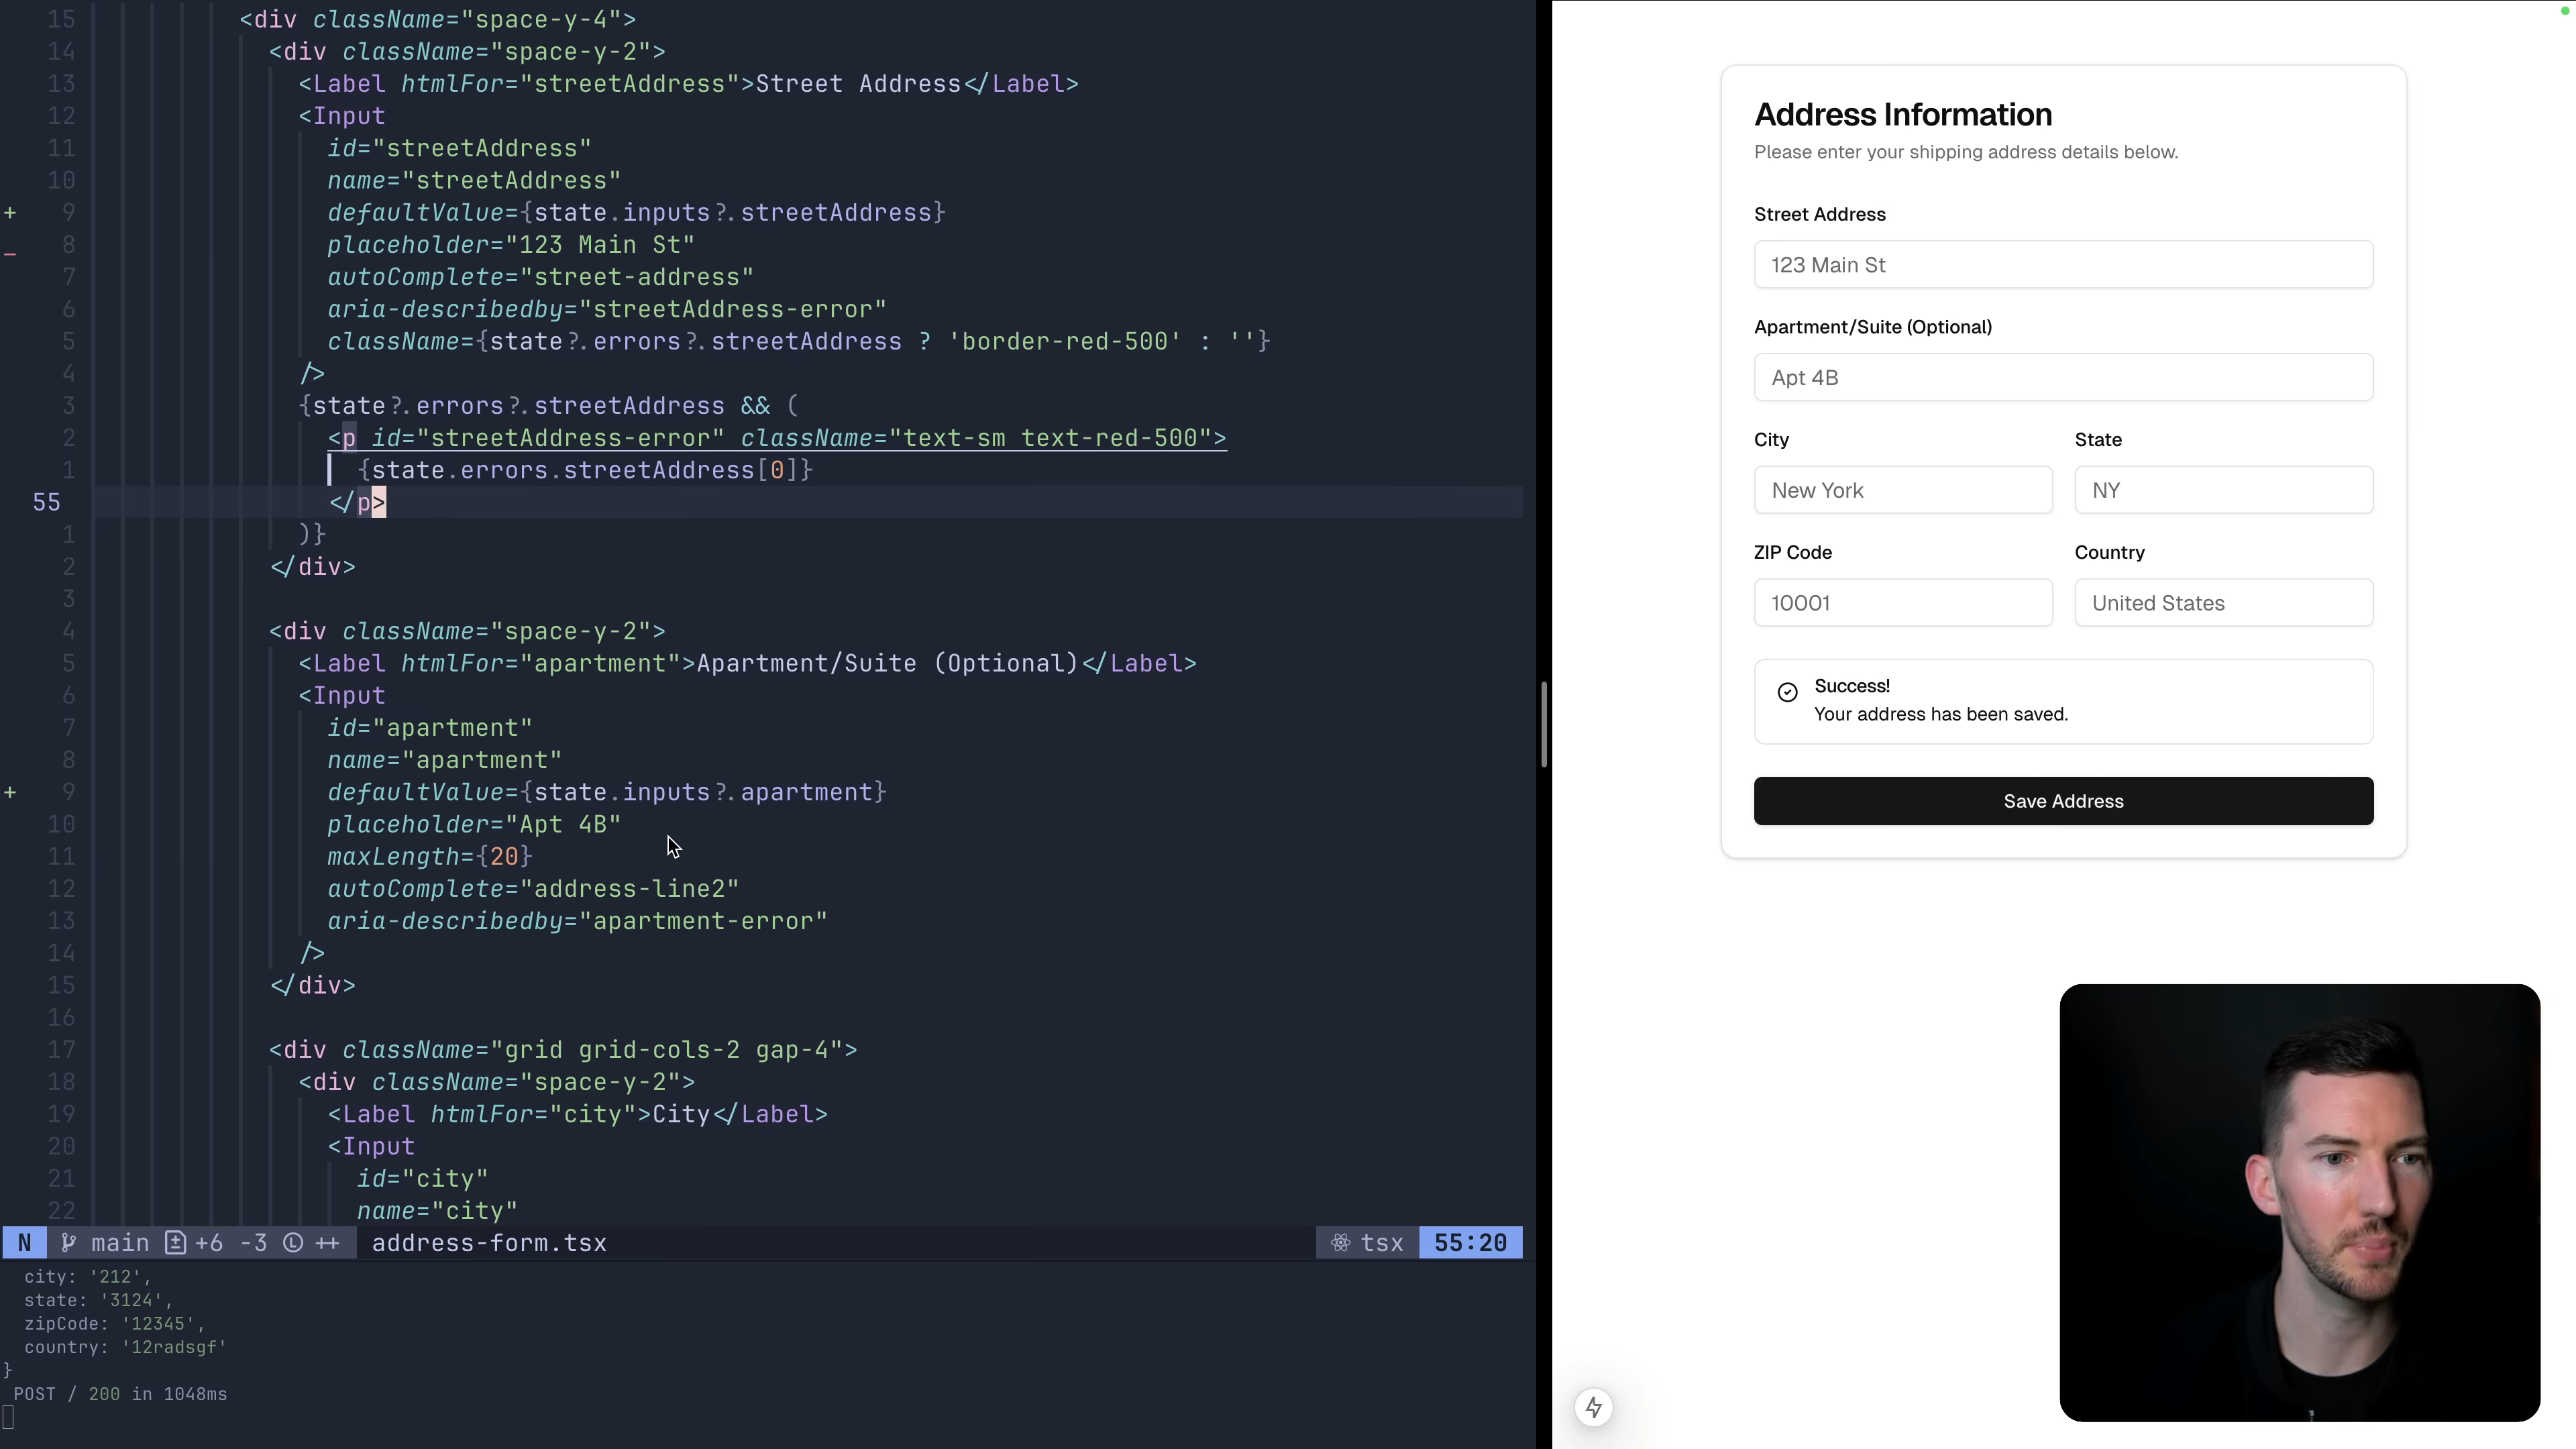 15 <div className="space-y-4">
14 <div className="space-y-2">
13 <Label htmlFor="streetAddress">Street Address</Label>
12 <Input
11 id="streetAddress"
10 name="streetAddress"
+ 9 defaultValue={state.inputs?.streetAddress}
8 placeholder="123 Main St"
7 autoComplete="street-address"
6 aria-describedby="streetAddress-error"
5 className={state?.errors?.streetAddress ? 'border-red-500' : ''}
4 />
3 {state?.errors?.streetAddress && (
2 <p id="streetAddress-error" className="text-sm text-red-500">
1 {state.errors.streetAddress[0]}
55 </p>
1 )}
2 </div>
3
4 <div className="space-y-2">
5 <Label htmlFor="apartment">Apartment/Suite (Optional)</Label>
6 <Input
7 id="apartment"
8 name="apartment"
+ 9 defaultValue={state.inputs?.apartment}
10 placeholder="Apt 4B"
11 maxLength={20}
12 autoComplete="address-line2"
13 aria-describedby="apartment-error"
14 />
15 </div>
16
17 <div className="grid grid-cols-2 gap-4">
18 <div className="space-y-2">
19 <Label htmlFor="city">City</Label>
20 <Input
21 id="city"
22 name="city"
N main +6 -3 address-form.tsx tsx 55:20
city: '212',
state: '3124',
zipCode: '12345',
country: '12radsgf'
}
POST / 200 in 1048ms
Address Information
Please enter your shipping address details below.
Street Address
123 Main St
Apartment/Suite (Optional)
Apt 4B
City State
New York NY
ZIP Code Country
10001 United States
Success!
Your address has been saved.
Save Address